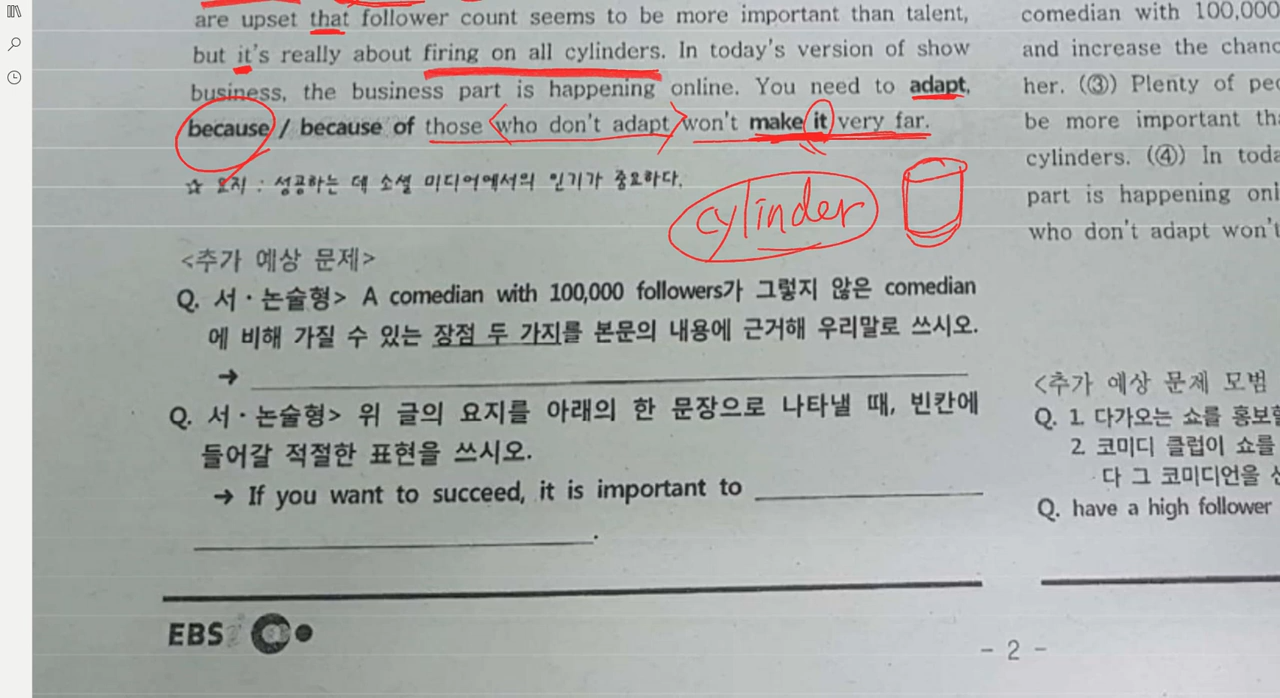 are upset that follower count seems to be more important than talent,
but it's really about firing on all cylinders. In today's version of show
business, the business part is happening online. You need to adapt,
because / because of those who don't adapt won't make it very far.
☆ 요지 : 성공하는 데 소셜 미디어에서의 인기가 중요하다.
cylinder
<추가 예상 문제>
Q. 서·논술형> A comedian with 100,000 followers가 그렇지 않은 comedian
에 비해 가질 수 있는 장점 두 가지를 본문의 내용에 근거해 우리말로 쓰시오.
→
Q. 서·논술형> 위 글의 요지를 아래의 한 문장으로 나타낼 때, 빈칸에
들어갈 적절한 표현을 쓰시오.
→ If you want to succeed, it is important to
.
EBS
- 2 -
comedian with 100,000
and increase the chanc
her. (③) Plenty of peo
be more important tha
cylinders. (④) In toda
part is happening onl
who don't adapt won't
<추가 예상 문제 모범
Q. 1. 다가오는 쇼를 홍보할
2. 코미디 클럽이 쇼를
다 그 코미디언을 선
Q. have a high follower